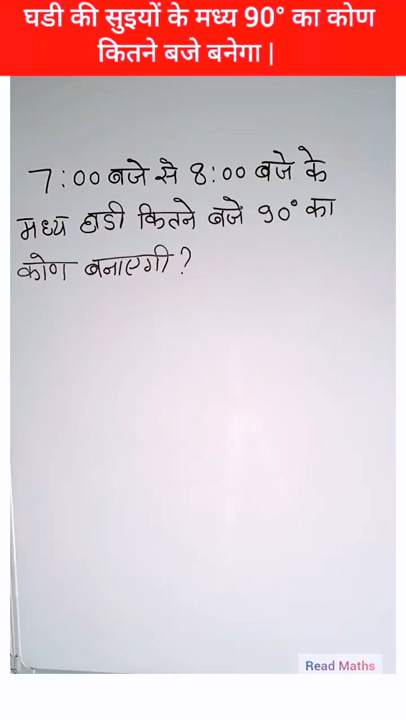 घडी की सुइयों के मध्य 90° का कोण
कितने बजे बनेगा |
7:00 बजे से 8:00 बजे के
मध्य घडी कितने बजे 90° का
कोण बनाएगी ?
Read Maths